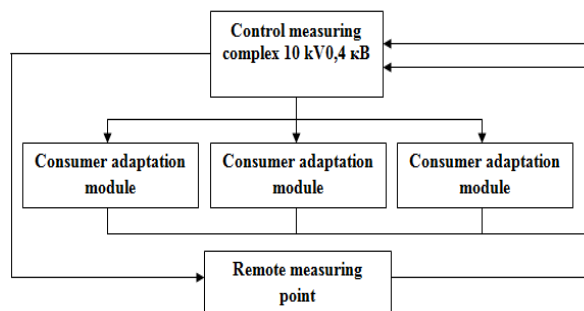 Control measuring
complex 10 kV0,4 кВ
Consumer adaptation
module
Consumer adaptation
module
Consumer adaptation
module
Remote measuring
point